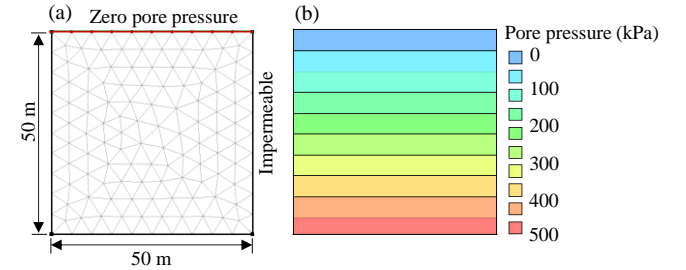 (a)
Zero pore pressure
50 m
Impermeable
50 m
(b)
Pore pressure (kPa)
0
100
200
300
400
500